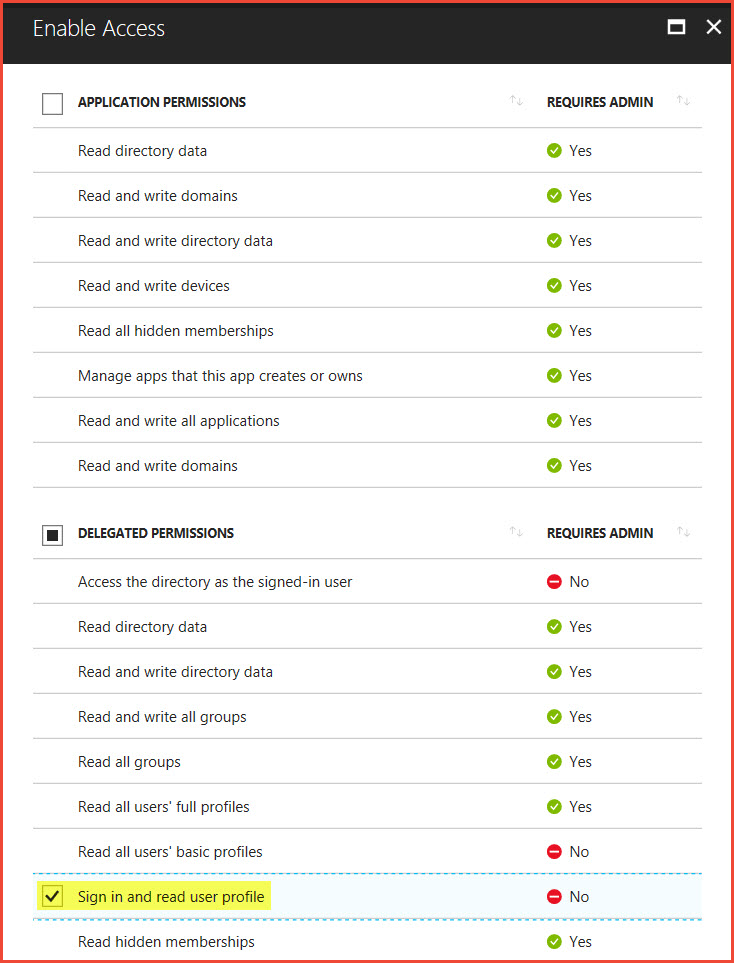 Enable Access
APPLICATION PERMISSIONS REQUIRES ADMIN
Read directory data Yes
Read and write domains Yes
Read and write directory data Yes
Read and write devices Yes
Read all hidden memberships Yes
Manage apps that this app creates or owns Yes
Read and write all applications Yes
Read and write domains Yes
DELEGATED PERMISSIONS REQUIRES ADMIN
Access the directory as the signed-in user No
Read directory data Yes
Read and write directory data Yes
Read and write all groups Yes
Read all groups Yes
Read all users' full profiles Yes
Read all users' basic profiles No
Sign in and read user profile No
Read hidden memberships Yes